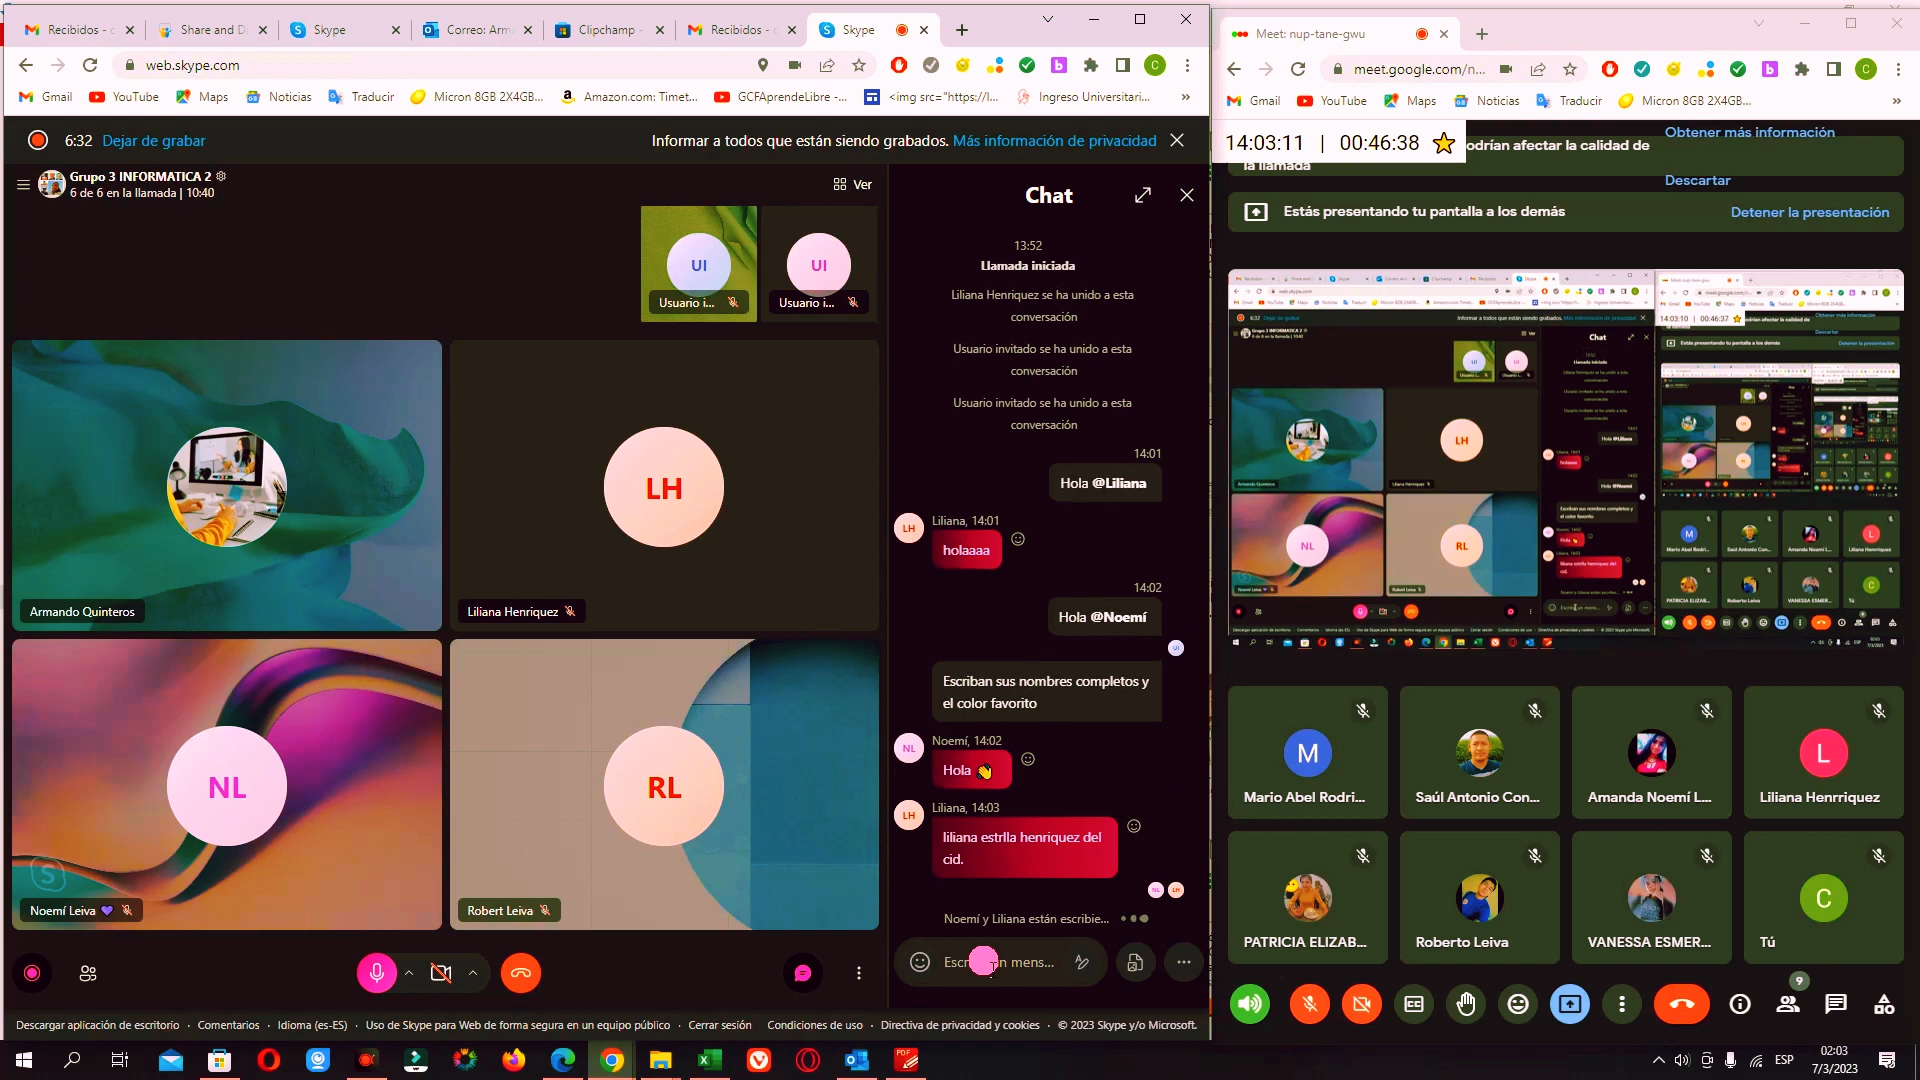 Recibidos - c
Share and D
Skype
Correo: Arm
Clipchamp -
Recibidos - c
Skype
web.skype.com
Gmail
YouTube
Maps
Noticias
Traducir
Micron 8GB 2X4GB...
Amazon.com: Timet...
GCFAprendeLibre -...
<img src="https://l...
Ingreso Universitari...
6:32 Dejar de grabar
Informar a todos que están siendo grabados. Más información de privacidad
Grupo 3 INFORMATICA 2
6 de 6 en la llamada | 10:40
Ver
UI
Usuario i...
UI
Usuario i...
Armando Quinteros
LH
Liliana Henriquez
NL
Noemí Leiva
RL
Robert Leiva
Chat
13:52
Llamada iniciada
Liliana Henriquez se ha unido a esta
conversación
Usuario invitado se ha unido a esta
conversación
Usuario invitado se ha unido a esta
conversación
14:01
Hola @Liliana
LH
Liliana, 14:01
holaaaa
14:02
Hola @Noemí
UI
Escriban sus nombres completos y
el color favorito
NL
Noemí, 14:02
Hola
LH
Liliana, 14:03
liliana estrlla henriquez del
cid.
NL LH
Noemí y Liliana están escribie...
Descargar aplicación de escritorio · Comentarios · Idioma (es-ES) · Uso de Skype para Web de forma segura en un equipo público · Cerrar sesión
Condiciones de uso · Directiva de privacidad y cookies · © 2023 Skype y/o Microsoft.
Meet: nup-tane-gwu
meet.google.com/n...
Gmail
YouTube
Maps
Noticias
Traducir
Micron 8GB 2X4GB...
14:03:11 | 00:46:38
Obtener más información
odrían afectar la calidad de
la llamada
Descartar
Estás presentando tu pantalla a los demás
Detener la presentación
M
Mario Abel Rodri...
Saúl Antonio Con...
Amanda Noemí L...
L
Liliana Henrriquez
PATRICIA ELIZAB...
Roberto Leiva
VANESSA ESMER...
C
Tú
9
ESP
02:03
7/3/2023